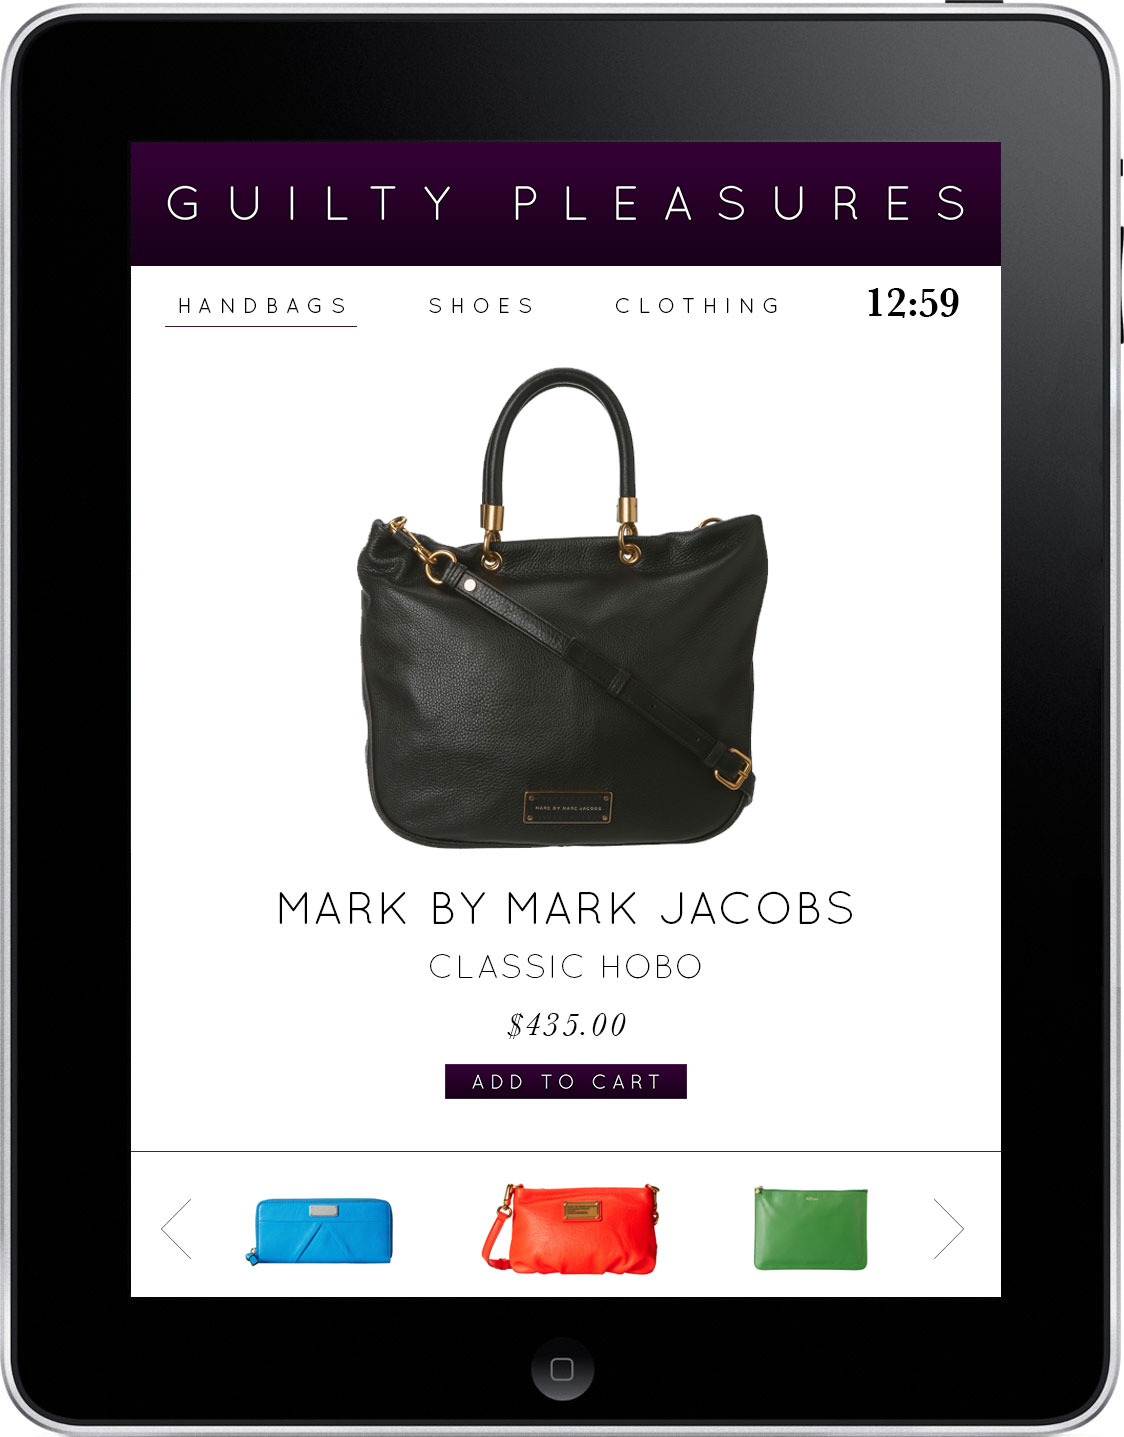 GUILTY PLEASURES
HANDBAGS SHOES CLOTHING 12:59
MARC BY MARC JACOBS
MARK BY MARK JACOBS
CLASSIC HOBO
$435.00
ADD TO CART